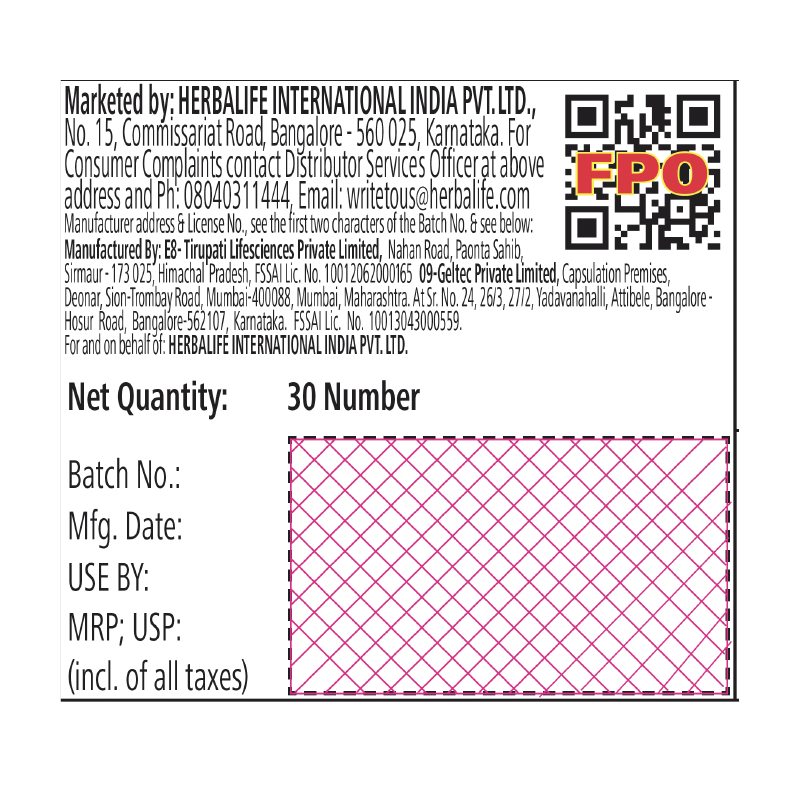 Marketed by: HERBALIFE INTERNATIONAL INDIA PVT. LTD.,
No. 15, Commissariat Road, Bangalore - 560 025, Karnataka. For
Consumer Complaints contact Distributor Services Officer at above
address and Ph: 08040311444, Email: writetous@herbalife.com
FPO
Manufacturer address & License No., see the first two characters of the Batch No. & see below:
Manufactured By: E8- Tirupati Lifesciences Private Limited, Nahan Road, Paonta Sahib,
Sirmaur - 173 025, Himachal Pradesh, FSSAI Lic. No. 10012062000165 09-Geltec Private Limited, Capsulation Premises,
Deonar, Sion-Trombay Road, Mumbai-400088, Mumbai, Maharashtra. At Sr. No. 24, 26/3, 27/2, Yadavanahalli, Attibele, Bangalore -
Hosur Road, Bangalore-562107, Karnataka. FSSAI Lic. No. 10013043000559.
For and on behalf of: HERBALIFE INTERNATIONAL INDIA PVT. LTD.
Net Quantity: 30 Number
Batch No.:
Mfg. Date:
USE BY:
MRP; USP:
(incl. of all taxes)